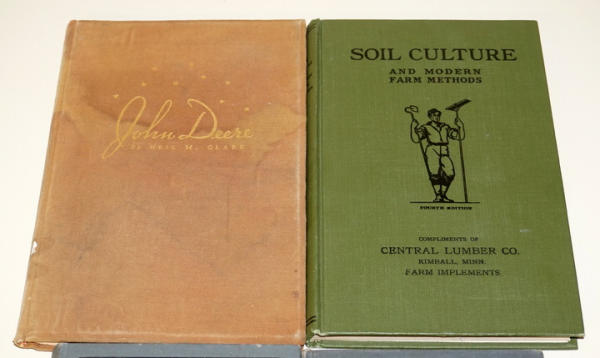 John Deere
BY NEIL M. CLARK
SOIL CULTURE
AND MODERN
FARM METHODS
FOURTH EDITION
COMPLIMENTS OF
CENTRAL LUMBER CO.
KIMBALL, MINN.
FARM IMPLEMENTS